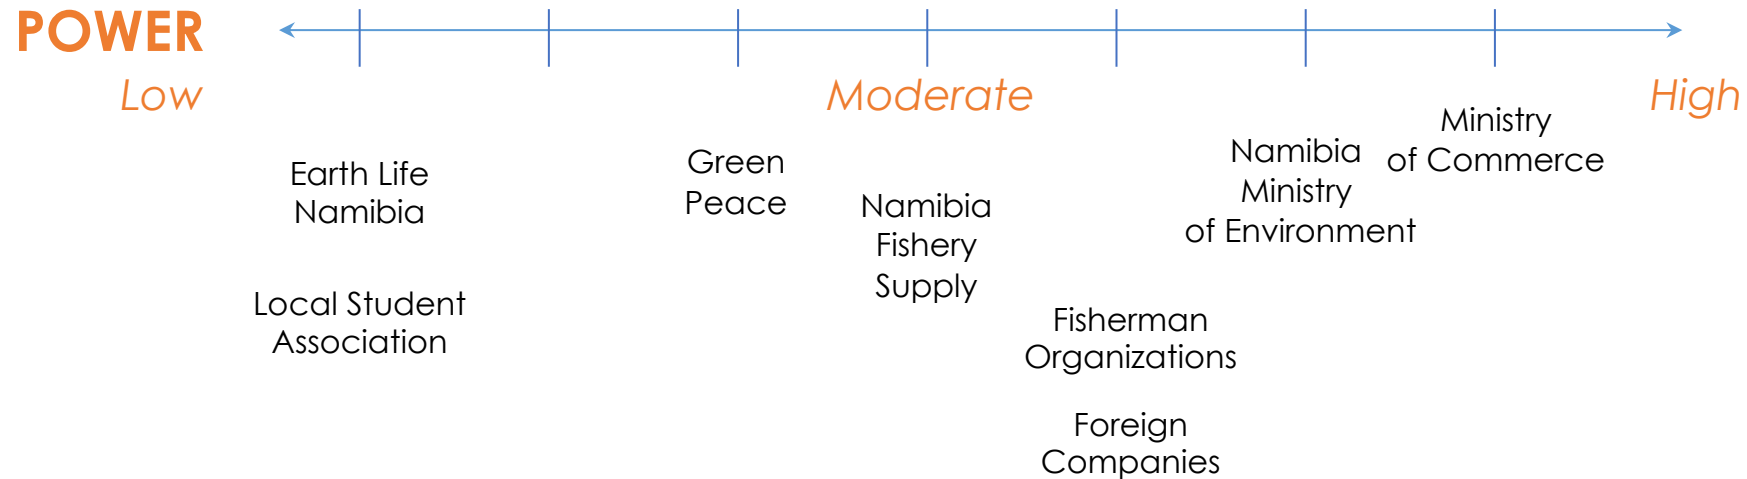 POWER
Low
Moderate
High
Earth Life
Namibia
Local Student
Association
Green
Peace
Namibia
Fishery
Supply
Fisherman
Organizations
Foreign
Companies
Namibia
Ministry
of Environment
Ministry
of Commerce